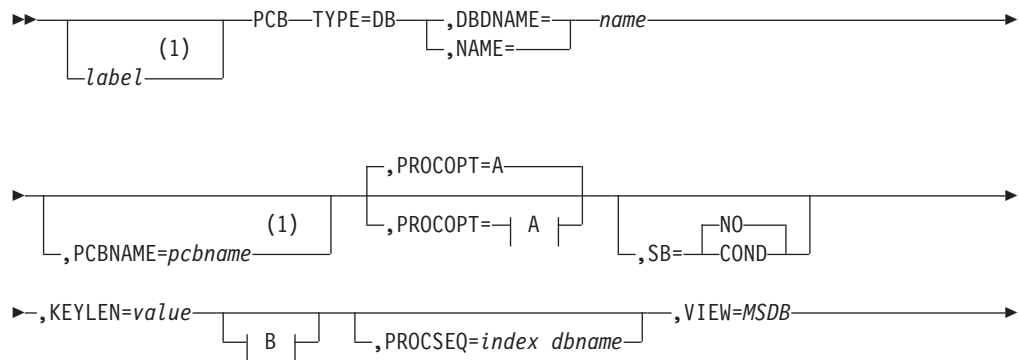 PCB TYPE=DB ,DBDNAME= name
(1) ,NAME=
label
,PROCOPT=A
(1) ,PROCOPT= A NO
,PCBNAME=pcbname ,SB= COND
,KEYLEN=value ,VIEW=MSDB
B ,PROCSEQ=index dbname